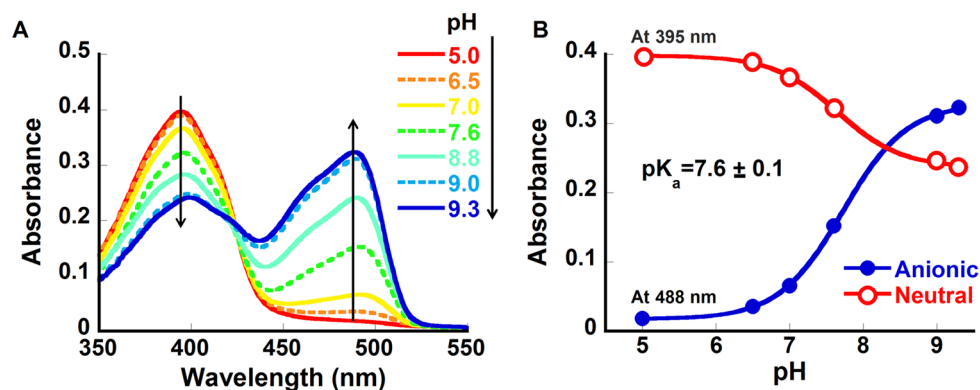 A
pH
0.5
0.4
0.3
0.2
0.1
0
Absorbance
5.0
6.5
7.0
7.6
8.8
9.0
9.3
350 400 450 500 550
Wavelength (nm)
B
At 395 nm
0.4
0.3
0.2
0.1
0
Absorbance
pKa =7.6 ± 0.1
At 488 nm
Anionic
Neutral
5 6 7 8 9
pH